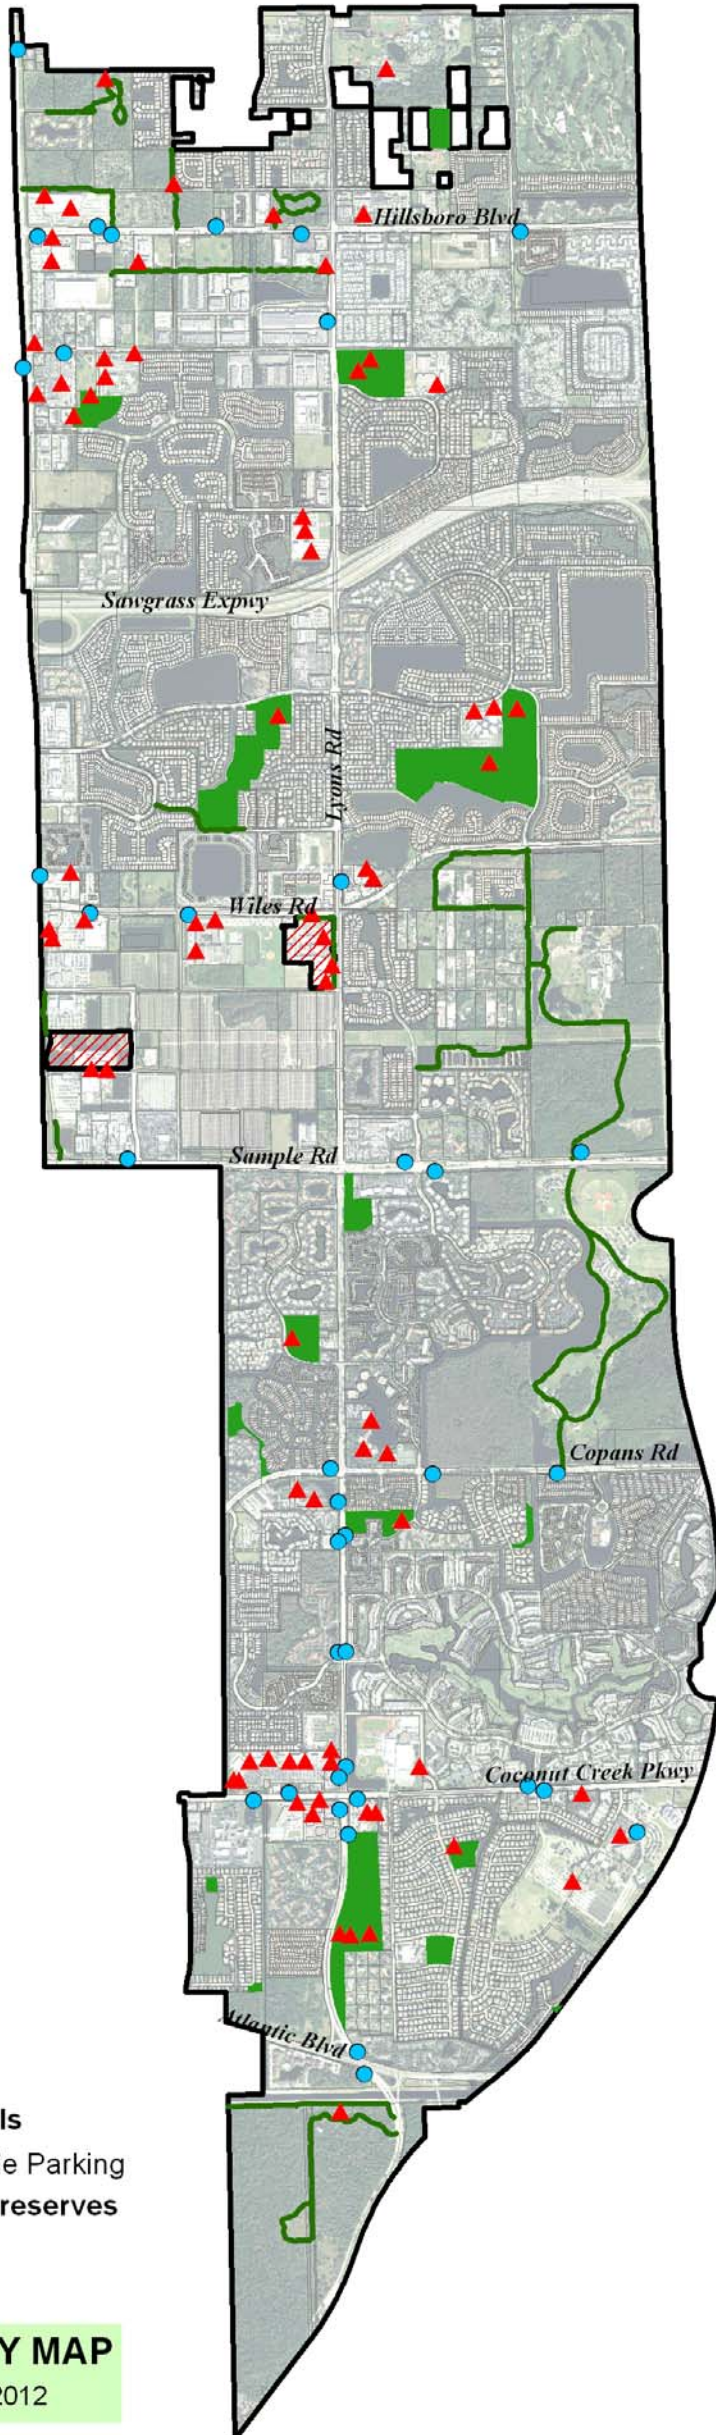 Hillsboro Blvd
Sawgrass Expwy
Lyons Rd
Wiles Rd
Sample Rd
Copans Rd
Coconut Creek Pkwy
Atlantic Blvd
ls
e Parking
reserves
Y MAP
2012